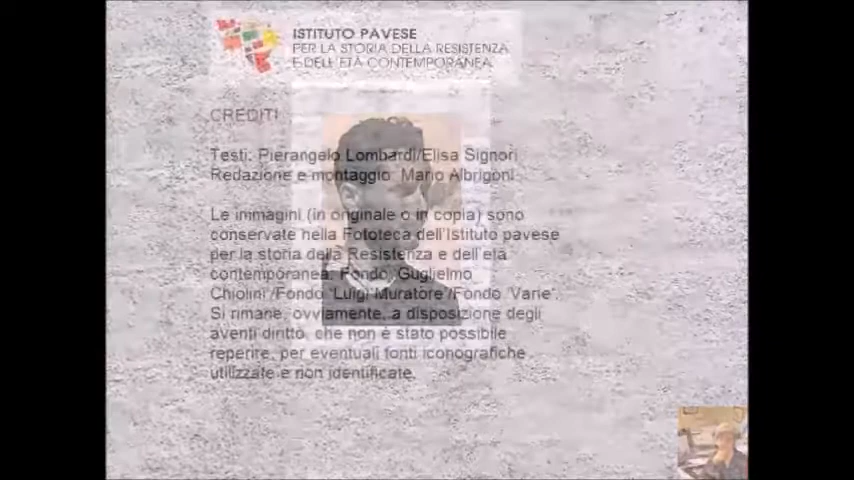 ISTITUTO PAVESE
PER LA STORIA DELLA RESISTENZA
E DELL'ETÀ CONTEMPORANEA
CREDITI
Testi: Pierangelo Lombardi/Elisa Signori
Redazione e montaggio: Mario Albrigoni
Le immagini (in originale o in copia) sono
conservate nella Fototeca dell'Istituto pavese
per la storia della Resistenza e dell'età
contemporanea: Fondo 'Guglielmo
Chiolini'/Fondo 'Luigi Muratore'/Fondo 'Varie'.
Si rimane, ovviamente, a disposizione degli
aventi diritto, che non è stato possibile
reperire, per eventuali fonti iconografiche
utilizzate e non identificate.